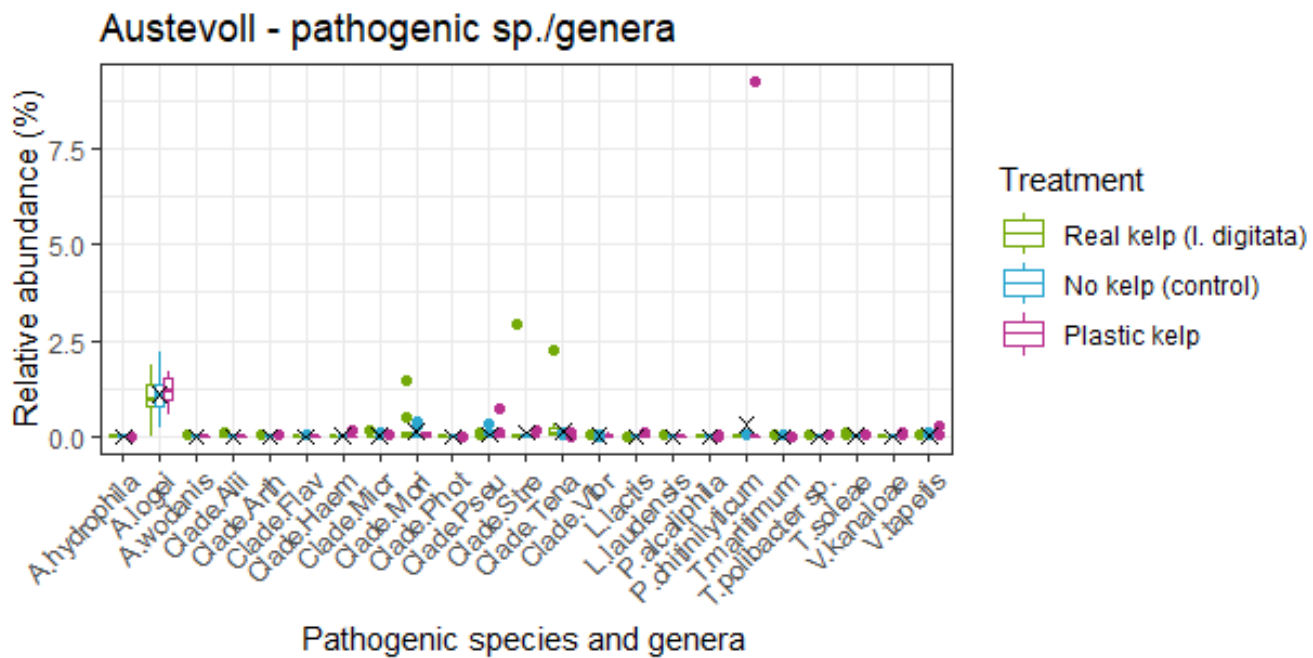 Austevoll - pathogenic sp./genera
Relative abundance (%)
7.5
5.0
2.5
0.0
A.hydrophila
A.logei
A.wodanis
Clade.Alii
Clade.Arth
Clade.Flav
Clade.Haem
Clade.Micr
Clade.Mori
Clade.Phot
Clade.Pseu
Clade.Stre
Clade.Tena
Clade.Vibr
L.lactis
L.laudensis
P.alcaliphila
P.chitinilyticum
T.maritimum
T.polibacter sp.
T.soleae
V.kanaloae
V.tapetis
Pathogenic species and genera
Treatment
Real kelp (l. digitata)
No kelp (control)
Plastic kelp